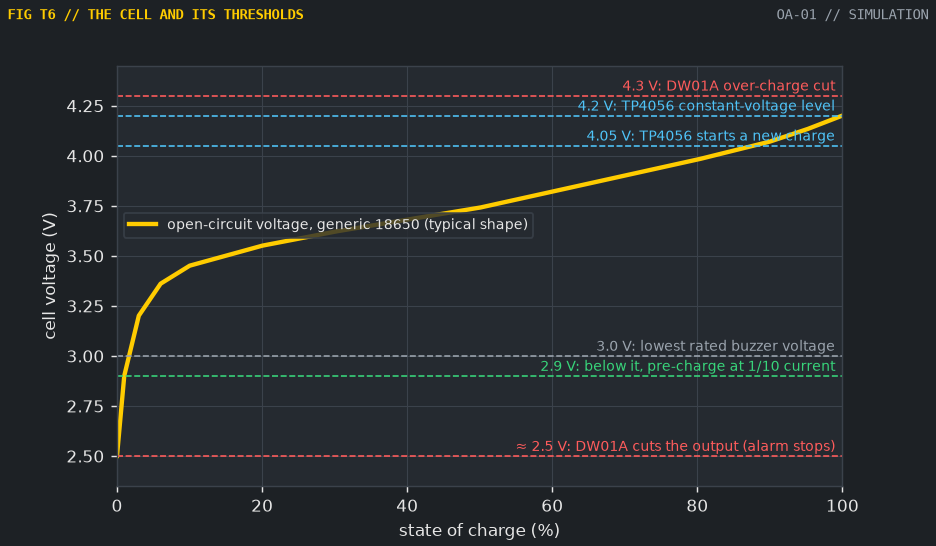 FIG T6 // THE CELL AND ITS THRESHOLDS
OA-01 // SIMULATION
4.3 V: DW01A over-charge cut
4.2 V: TP4056 constant-voltage level
4.05 V: TP4056 starts a new charge
open-circuit voltage, generic 18650 (typical shape)
3.0 V: lowest rated buzzer voltage
2.9 V: below it, pre-charge at 1/10 current
≈ 2.5 V: DW01A cuts the output (alarm stops)
cell voltage (V)
4.25
4.00
3.75
3.50
3.25
3.00
2.75
2.50
0 20 40 60 80 100
state of charge (%)